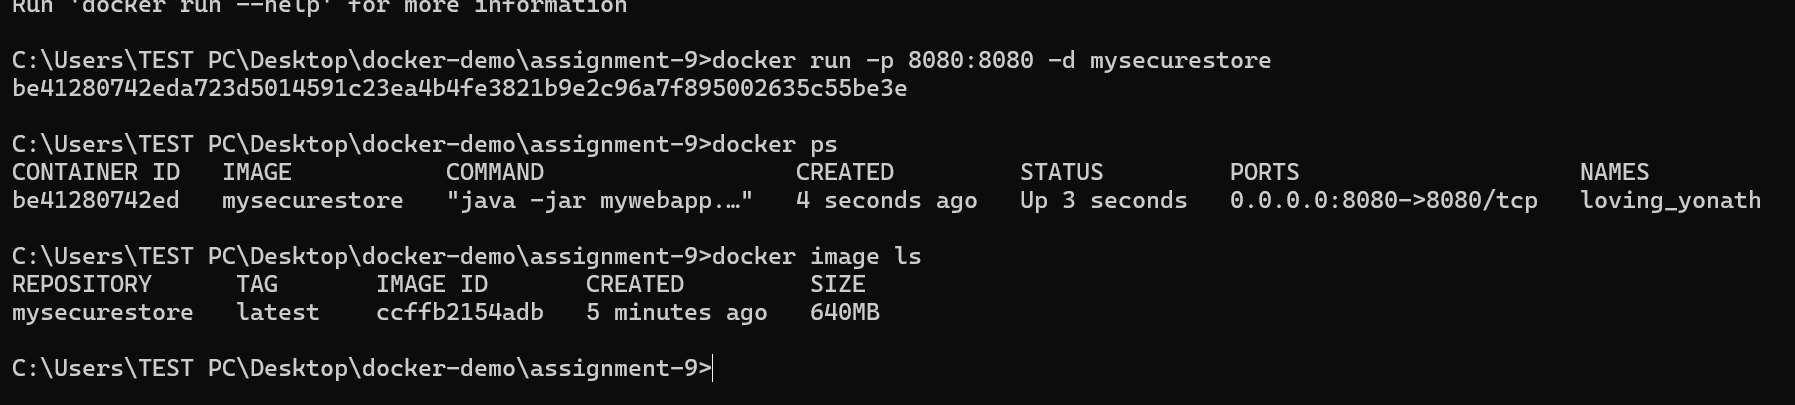 Run 'docker run --help' for more information
C:\Users\TEST PC\Desktop\docker-demo\assignment-9>docker run -p 8080:8080 -d mysecurestore
be41280742eda723d5014591c23ea4b4fe3821b9e2c96a7f895002635c55be3e
C:\Users\TEST PC\Desktop\docker-demo\assignment-9>docker ps
CONTAINER ID   IMAGE           COMMAND                  CREATED         STATUS         PORTS                    NAMES
be41280742ed   mysecurestore   "java -jar mywebapp.…"   4 seconds ago   Up 3 seconds   0.0.0.0:8080->8080/tcp   loving_yonath
C:\Users\TEST PC\Desktop\docker-demo\assignment-9>docker image ls
REPOSITORY      TAG       IMAGE ID       CREATED         SIZE
mysecurestore   latest    ccffb2154adb   5 minutes ago   640MB
C:\Users\TEST PC\Desktop\docker-demo\assignment-9>